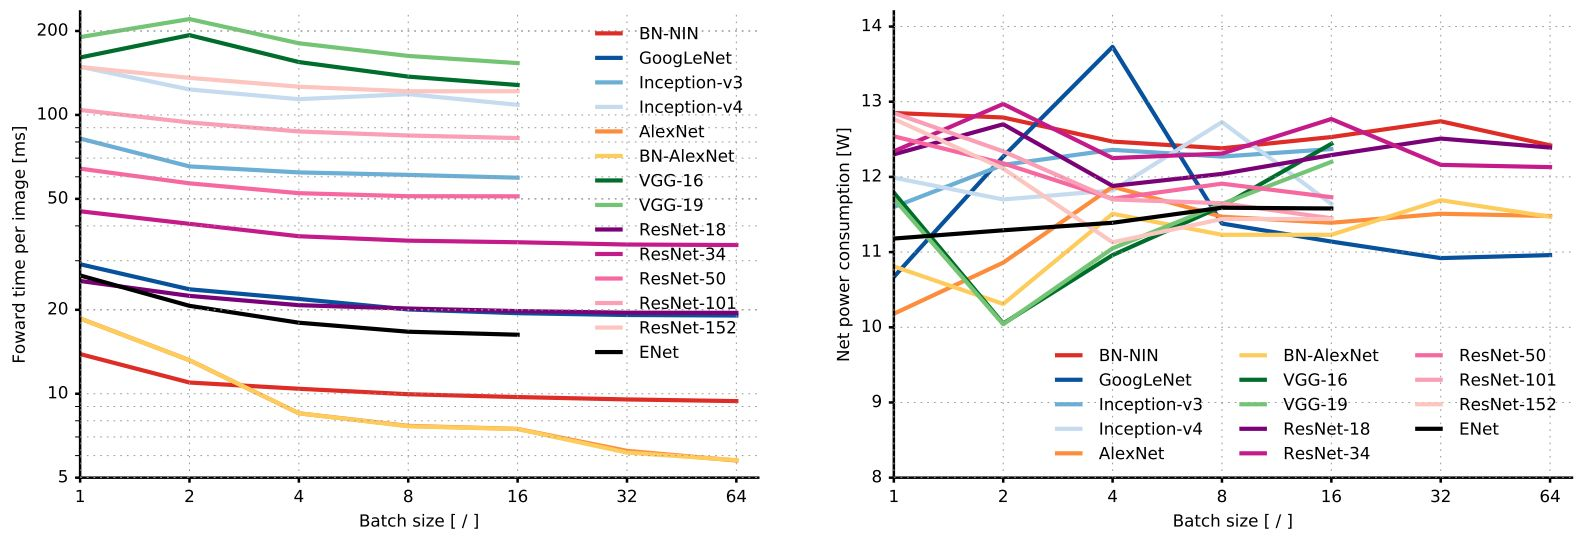 200
100
50
20
10
5
1 2 4 8 16 32 64
Batch size [ / ]
Foward time per image [ms]
BN-NIN
GoogLeNet
Inception-v3
Inception-v4
AlexNet
BN-AlexNet
VGG-16
VGG-19
ResNet-18
ResNet-34
ResNet-50
ResNet-101
ResNet-152
ENet
14
13
12
11
10
9
8
1 2 4 8 16 32 64
Batch size [ / ]
Net power consumption [W]
BN-NIN
GoogLeNet
Inception-v3
Inception-v4
AlexNet
BN-AlexNet
VGG-16
VGG-19
ResNet-18
ResNet-34
ResNet-50
ResNet-101
ResNet-152
ENet